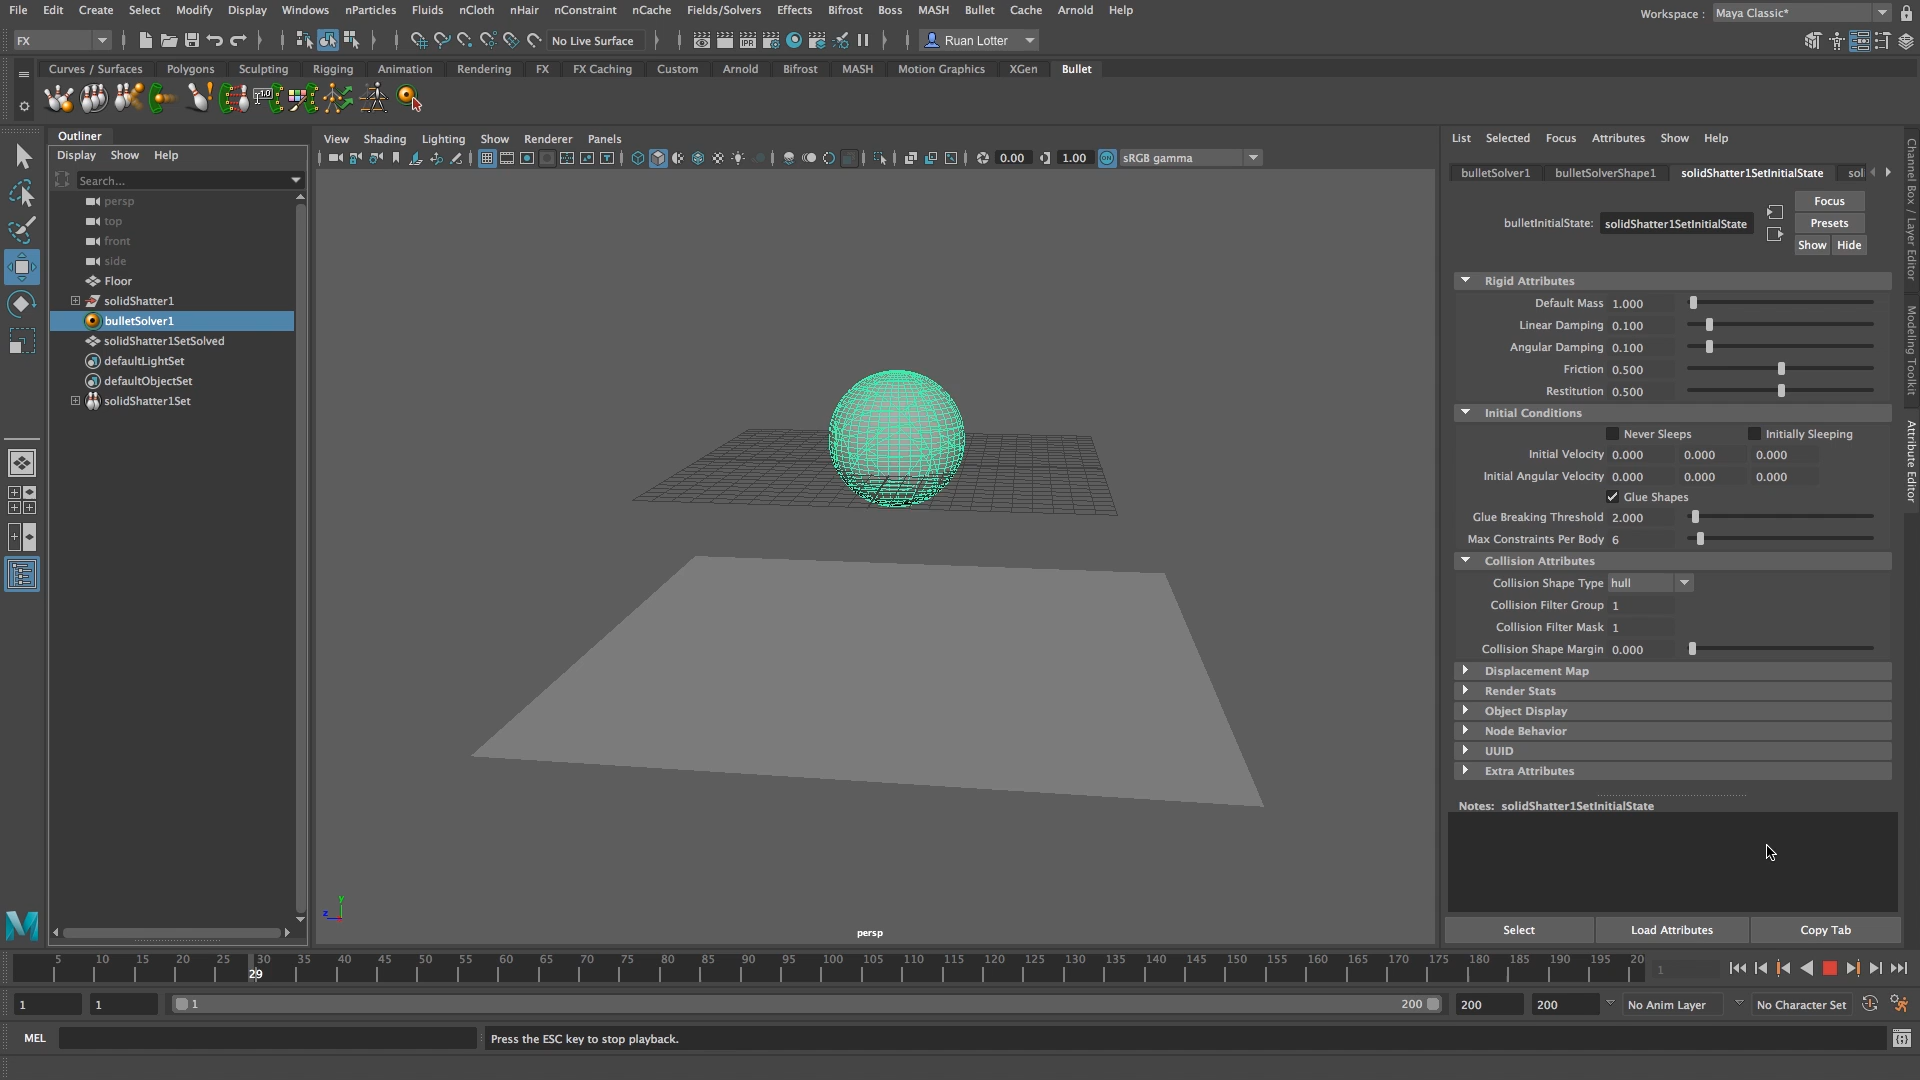 File Edit Create Select Modify Display Windows nParticles Fluids nCloth nHair nConstraint nCache Fields/Solvers Effects Bifrost Boss MASH Bullet Cache Arnold Help
Workspace : Maya Classic*
FX
No Live Surface
Ruan Lotter
Curves / Surfaces Polygons Sculpting Rigging Animation Rendering FX FX Caching Custom Arnold Bifrost MASH Motion Graphics XGen Bullet
Outliner
Display Show Help
Search...
persp
top
front
side
Floor
solidShatter1
bulletSolver1
solidShatter1SetSolved
defaultLightSet
defaultObjectSet
solidShatter1Set
View Shading Lighting Show Renderer Panels
0.00 1.00 ON sRGB gamma
y
z
persp
List Selected Focus Attributes Show Help
bulletSolver1 bulletSolverShape1 solidShatter1SetInitialState soli
bulletInitialState: solidShatter1SetInitialState
Focus
Presets
Show Hide
Rigid Attributes
Default Mass 1.000
Linear Damping 0.100
Angular Damping 0.100
Friction 0.500
Restitution 0.500
Initial Conditions
Never Sleeps Initially Sleeping
Initial Velocity 0.000 0.000 0.000
Initial Angular Velocity 0.000 0.000 0.000
Glue Shapes
Glue Breaking Threshold 2.000
Max Constraints Per Body 6
Collision Attributes
Collision Shape Type hull
Collision Filter Group 1
Collision Filter Mask 1
Collision Shape Margin 0.000
Displacement Map
Render Stats
Object Display
Node Behavior
UUID
Extra Attributes
Notes: solidShatter1SetInitialState
Select Load Attributes Copy Tab
Channel Box / Layer Editor
Modeling Toolkit
Attribute Editor
5 10 15 20 25 30 35 40 45 50 55 60 65 70 75 80 85 90 95 100 105 110 115 120 125 130 135 140 145 150 155 160 165 170 175 180 185 190 195 20
29
1
1 1 1 200 200 200 No Anim Layer No Character Set
MEL Press the ESC key to stop playback.